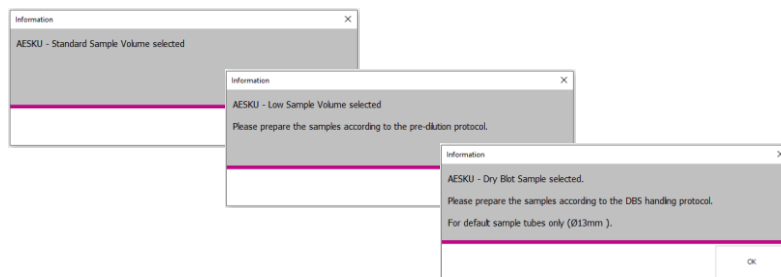 Information
AESKU - Standard Sample Volume selected
Information
AESKU - Low Sample Volume selected
Please prepare the samples according to the pre-dilution protocol.
Information
AESKU - Dry Blot Sample selected.
Please prepare the samples according to the DBS handling protocol.
For default sample tubes only (Ø13mm ).
OK